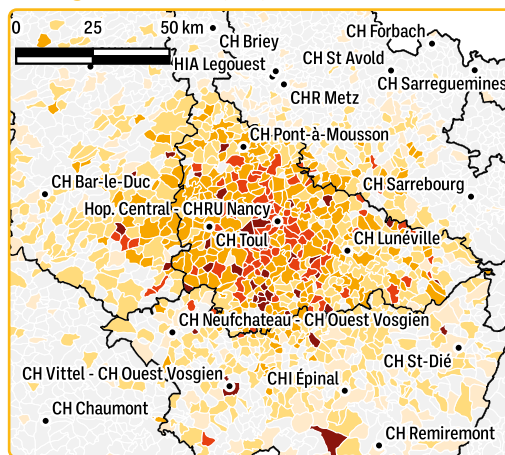 0 25 50 km
CH Briey
CH Forbach
HIA Legouest
CH St Avold
CH Sarreguemines
CHR Metz
CH Pont-à-Mousson
CH Bar-le-Duc
CH Sarrebourg
Hop. Central - CHRU Nancy
CH Toul
CH Lunéville
CH Neufchateau - CH Ouest Vosgien
CH St-Dié
CH Vittel - CH Ouest Vosgien
CHI Épinal
CH Chaumont
CH Remiremont